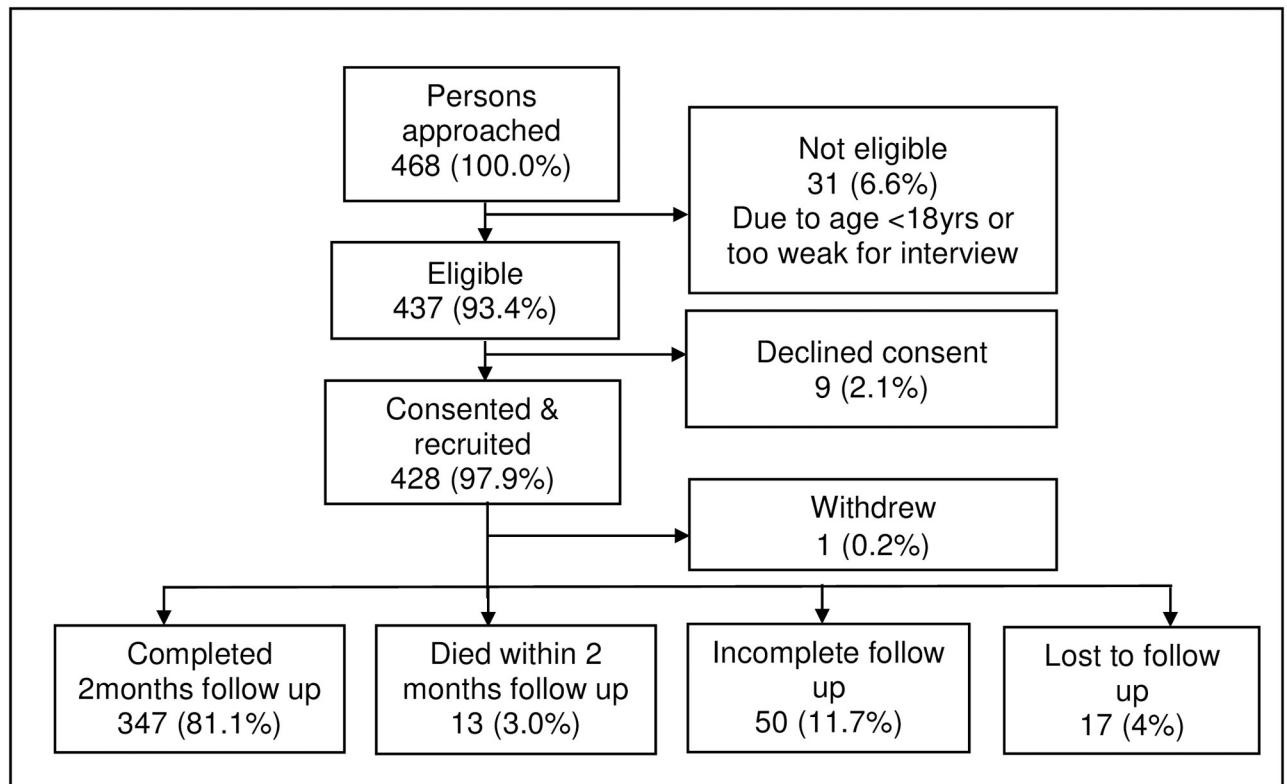 Persons
approached
468 (100.0%)
Not eligible
31 (6.6%)
Due to age <18yrs or
too weak for interview
Eligible
437 (93.4%)
Declined consent
9 (2.1%)
Consented &
recruited
428 (97.9%)
Withdrew
1 (0.2%)
Completed
2months follow up
347 (81.1%)
Died within 2
months follow up
13 (3.0%)
Incomplete follow
up
50 (11.7%)
Lost to follow
up
17 (4%)